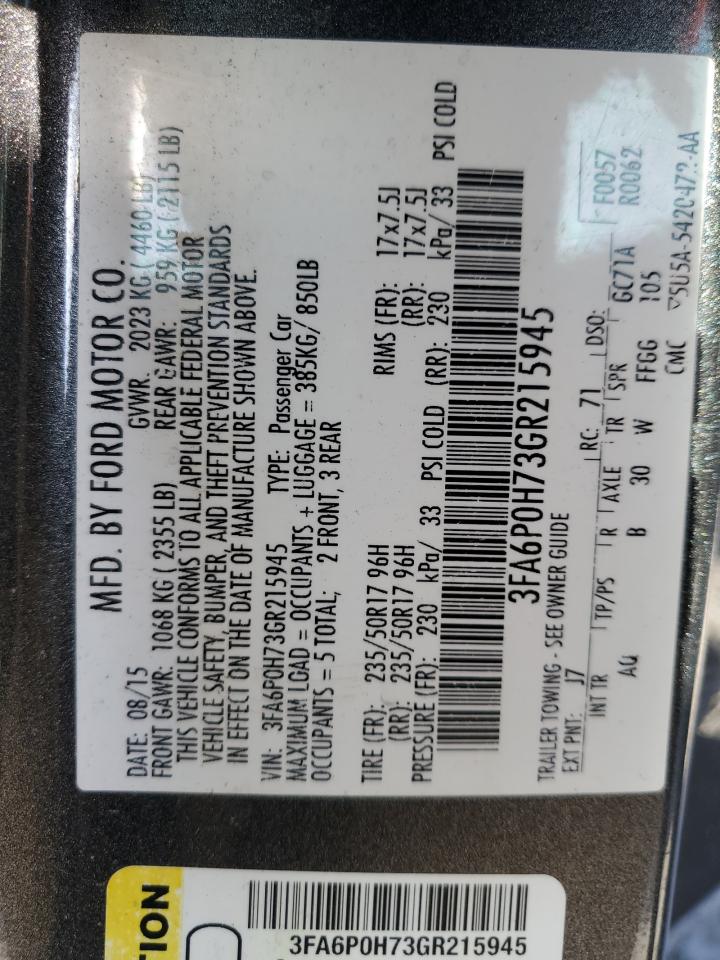 MFD. BY FORD MOTOR CO.
DATE: 08/15 GVWR: 2023 KG ( 4460 LB)
FRONT GAWR: 1068 KG ( 2355 LB) REAR GAWR: 959 KG ( 2115 LB)
THIS VEHICLE CONFORMS TO ALL APPLICABLE FEDERAL MOTOR
VEHICLE SAFETY, BUMPER, AND THEFT PREVENTION STANDARDS
IN EFFECT ON THE DATE OF MANUFACTURE SHOWN ABOVE.
VIN: 3FA6P0H73GR215945 TYPE: Passenger Car
MAXIMUM LOAD = OCCUPANTS + LUGGAGE = 385KG/ 850LB
OCCUPANTS = 5 TOTAL; 2 FRONT, 3 REAR
TIRE (FR): 235/50R17 96H RIMS (FR): 17x7.5J
(RR): 235/50R17 96H (RR): 17x7.5J
PRESSURE (FR): 230 kPa/ 33 PSI COLD (RR): 230 kPa/ 33 PSI COLD
3FA6P0H73GR215945
TRAILER TOWING - SEE OWNER GUIDE
EXT PNT: J7 RC: 71 DSO: F0057
R0062
INT TR TP/PS R AXLE TR SPR GC71A
AQ B 30 W FFGG 105
CMC ▽5U5A-5420472-AA
TION
3FA6P0H73GR215945